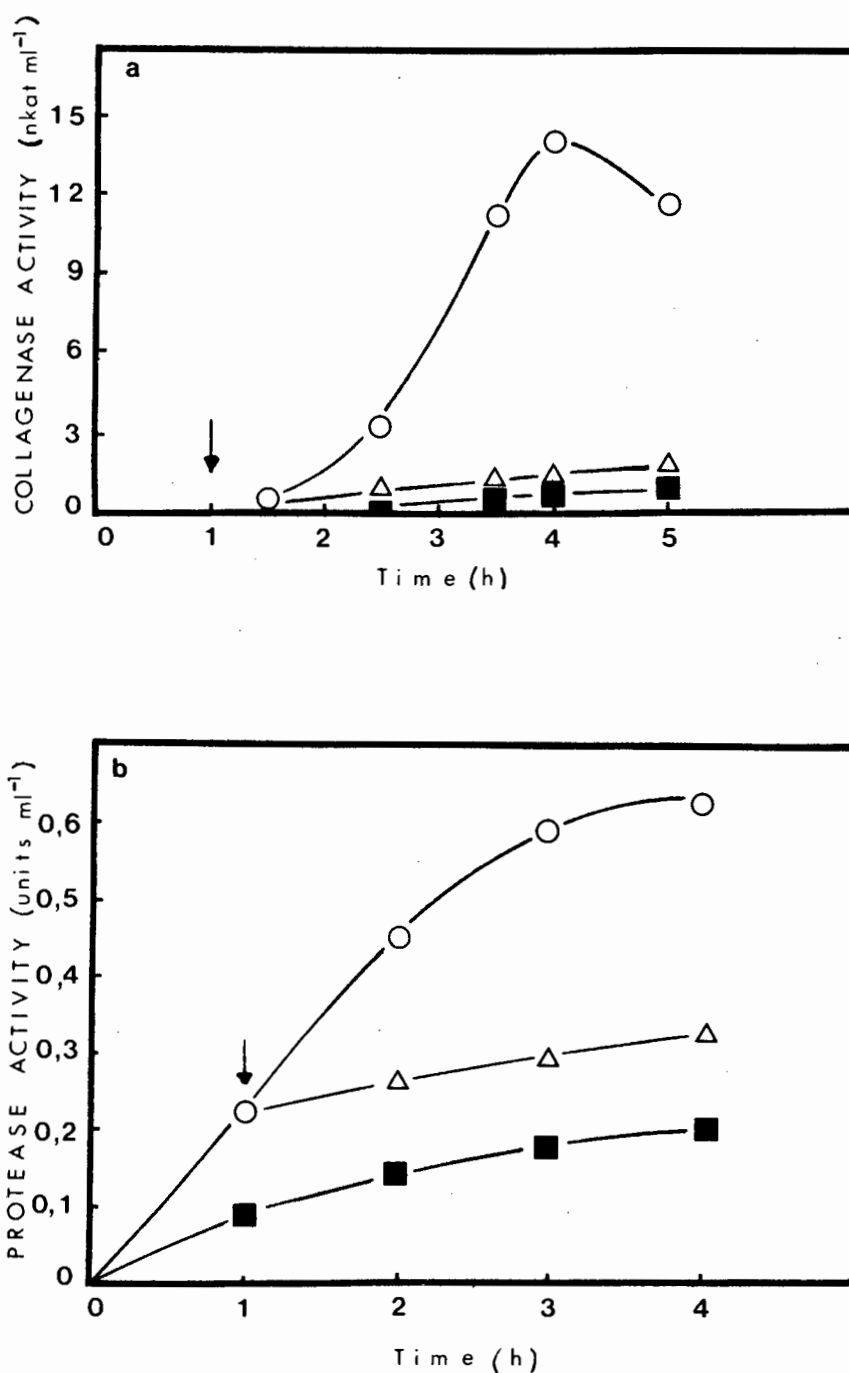 a
COLLAGENASE ACTIVITY (nkat ml⁻¹)
15
12
9
6
3
0
0 1 2 3 4 5
Time (h)
b
PROTEASE ACTIVITY (units ml⁻¹)
0,6
0,5
0,4
0,3
0,2
0,1
0
0 1 2 3 4
Time (h)